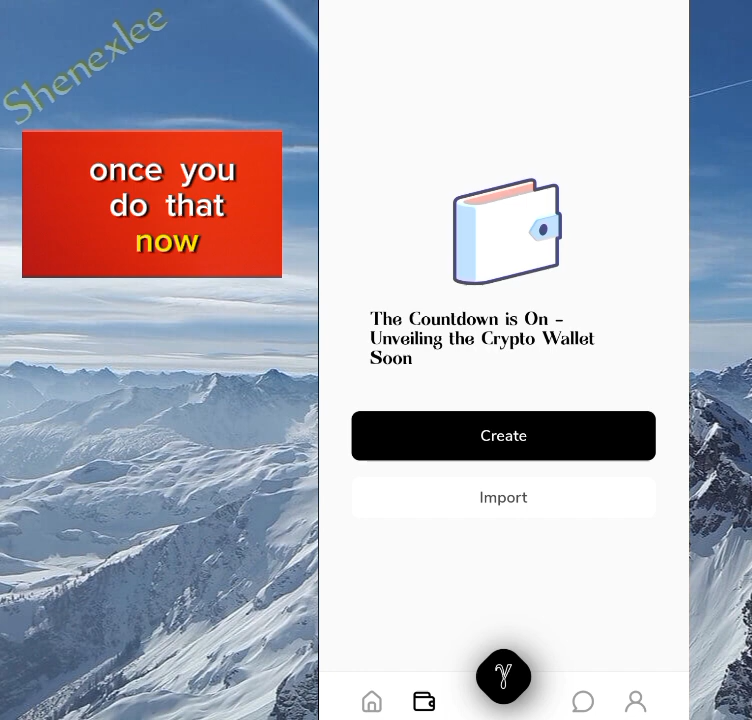 Shenexlee
once you
do that
now
The Countdown is On -
Unveiling the Crypto Wallet
Soon
Create
Import